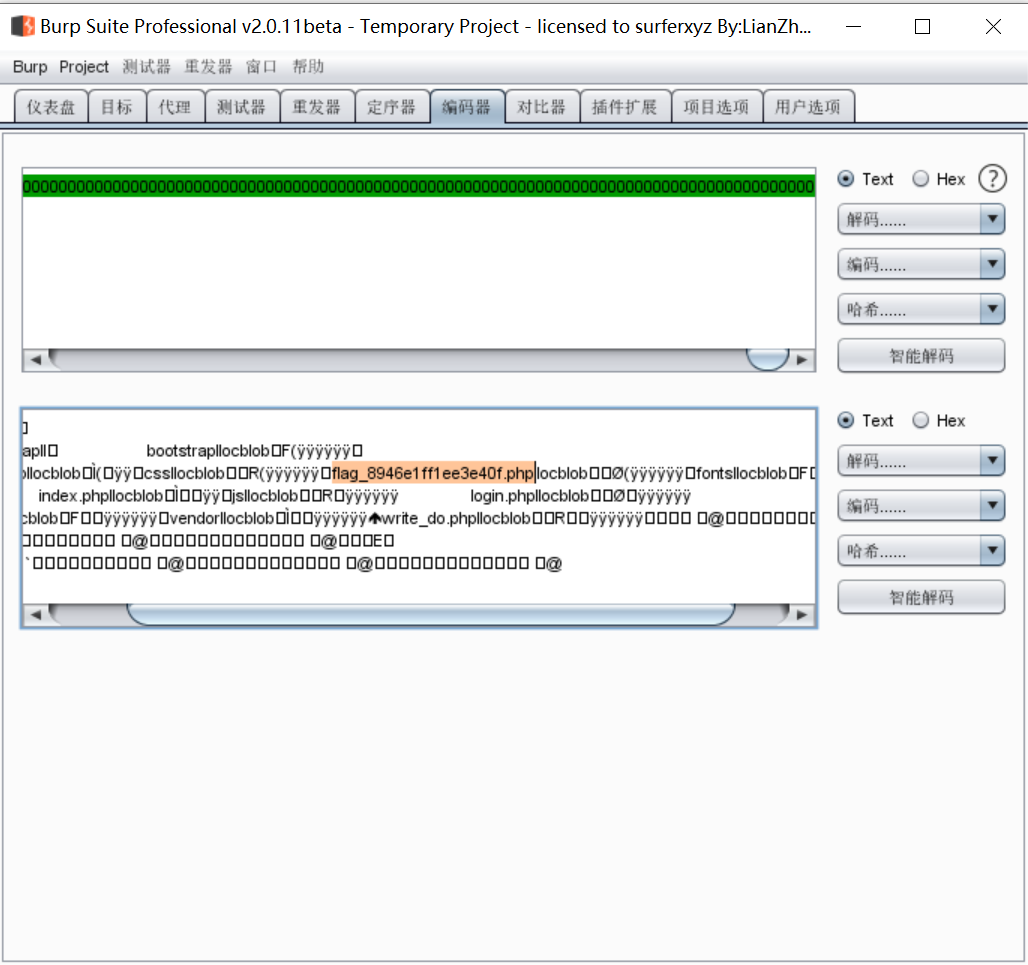 Burp Suite Professional v2.0.11beta - Temporary Project - licensed to surferxyz By:LianZh...
Burp Project 测试器 重发器 窗口 帮助
仪表盘 目标 代理 测试器 重发器 定序器 编码器 对比器 插件扩展 项目选项 用户选项
Text Hex ?
解码......
编码......
哈希......
智能解码
Text Hex
apll bootstrapllocblob F(ÿÿÿÿÿÿ
llocblob Ì( ÿÿ cssllocblob R(ÿÿÿÿÿÿ flag_8946e1ff1ee3e40f.php locblob Ø(ÿÿÿÿÿÿ fontsllocblob F
index.phpllocblob Ì ÿÿ jsllocblob R ÿÿÿÿÿÿ login.phpllocblob Ø ÿÿÿÿÿÿ
cblob F ÿÿÿÿÿÿ vendorllocblob Ì ÿÿÿÿÿÿ write_do.phpllocblob R ÿÿÿÿÿÿ @
@ @ E
` @ @ @
解码......
编码......
哈希......
智能解码